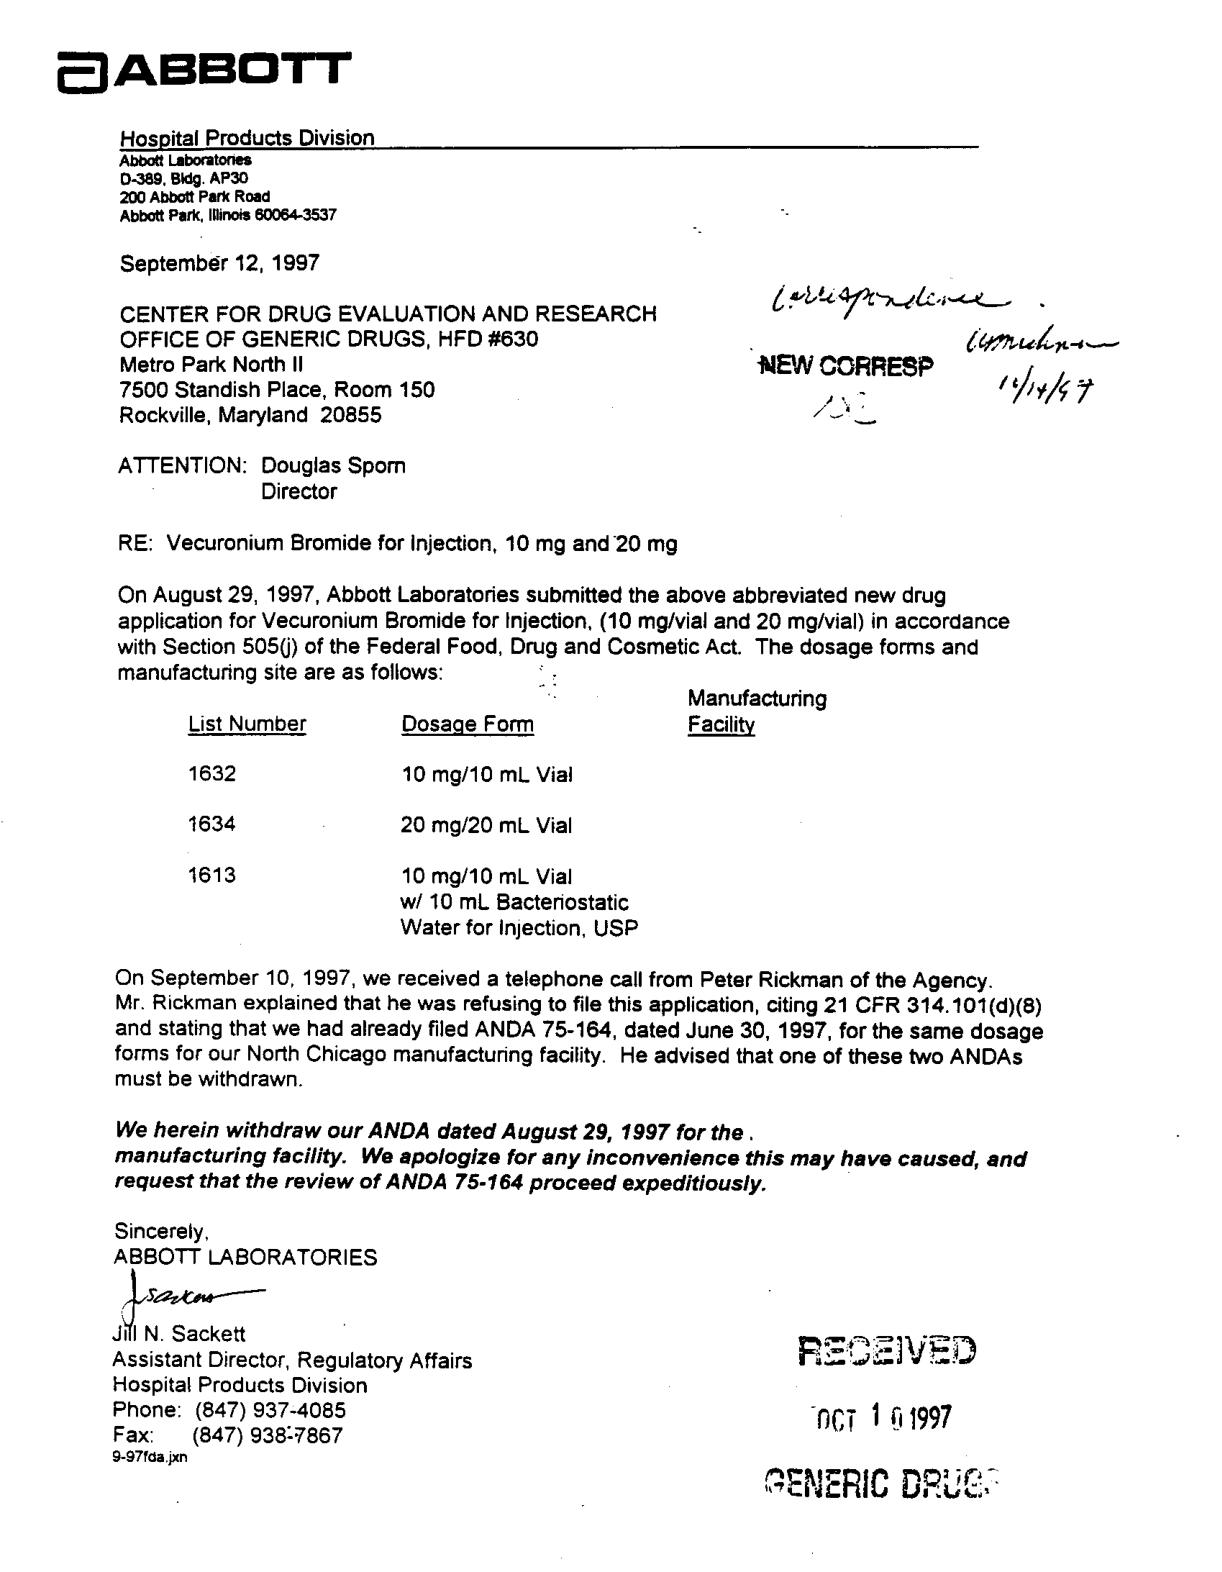 ABBOTT
Hospital Products Division
Abbott Laboratories
D-389, Bldg. AP30
200 Abbott Park Road
Abbott Park, Illinois 60064-3537
September 12, 1997
Correspondence
CENTER FOR DRUG EVALUATION AND RESEARCH
OFFICE OF GENERIC DRUGS, HFD #630
Metro Park North II
NEW CORRESP
7500 Standish Place, Room 150
Rockville, Maryland 20855
ATTENTION: Douglas Sporn
Director
RE: Vecuronium Bromide for Injection, 10 mg and 20 mg
On August 29, 1997, Abbott Laboratories submitted the above abbreviated new drug
application for Vecuronium Bromide for Injection, (10 mg/vial and 20 mg/vial) in accordance
with Section 505(j) of the Federal Food, Drug and Cosmetic Act. The dosage forms and
manufacturing site are as follows:
Manufacturing
List Number Dosage Form Facility
1632 10 mg/10 mL Vial
1634 20 mg/20 mL Vial
1613 10 mg/10 mL Vial
w/ 10 mL Bacteriostatic
Water for Injection, USP
On September 10, 1997, we received a telephone call from Peter Rickman of the Agency.
Mr. Rickman explained that he was refusing to file this application, citing 21 CFR 314.101(d)(8)
and stating that we had already filed ANDA 75-164, dated June 30, 1997, for the same dosage
forms for our North Chicago manufacturing facility. He advised that one of these two ANDAs
must be withdrawn.
We herein withdraw our ANDA dated August 29, 1997 for the .
manufacturing facility. We apologize for any inconvenience this may have caused, and
request that the review of ANDA 75-164 proceed expeditiously.
Sincerely,
ABBOTT LABORATORIES
Jill N. Sackett
Assistant Director, Regulatory Affairs
Hospital Products Division
Phone: (847) 937-4085
Fax: (847) 938-7867
9-97fda.jxn
RECEIVED
OCT 10 1997
GENERIC DRUGS